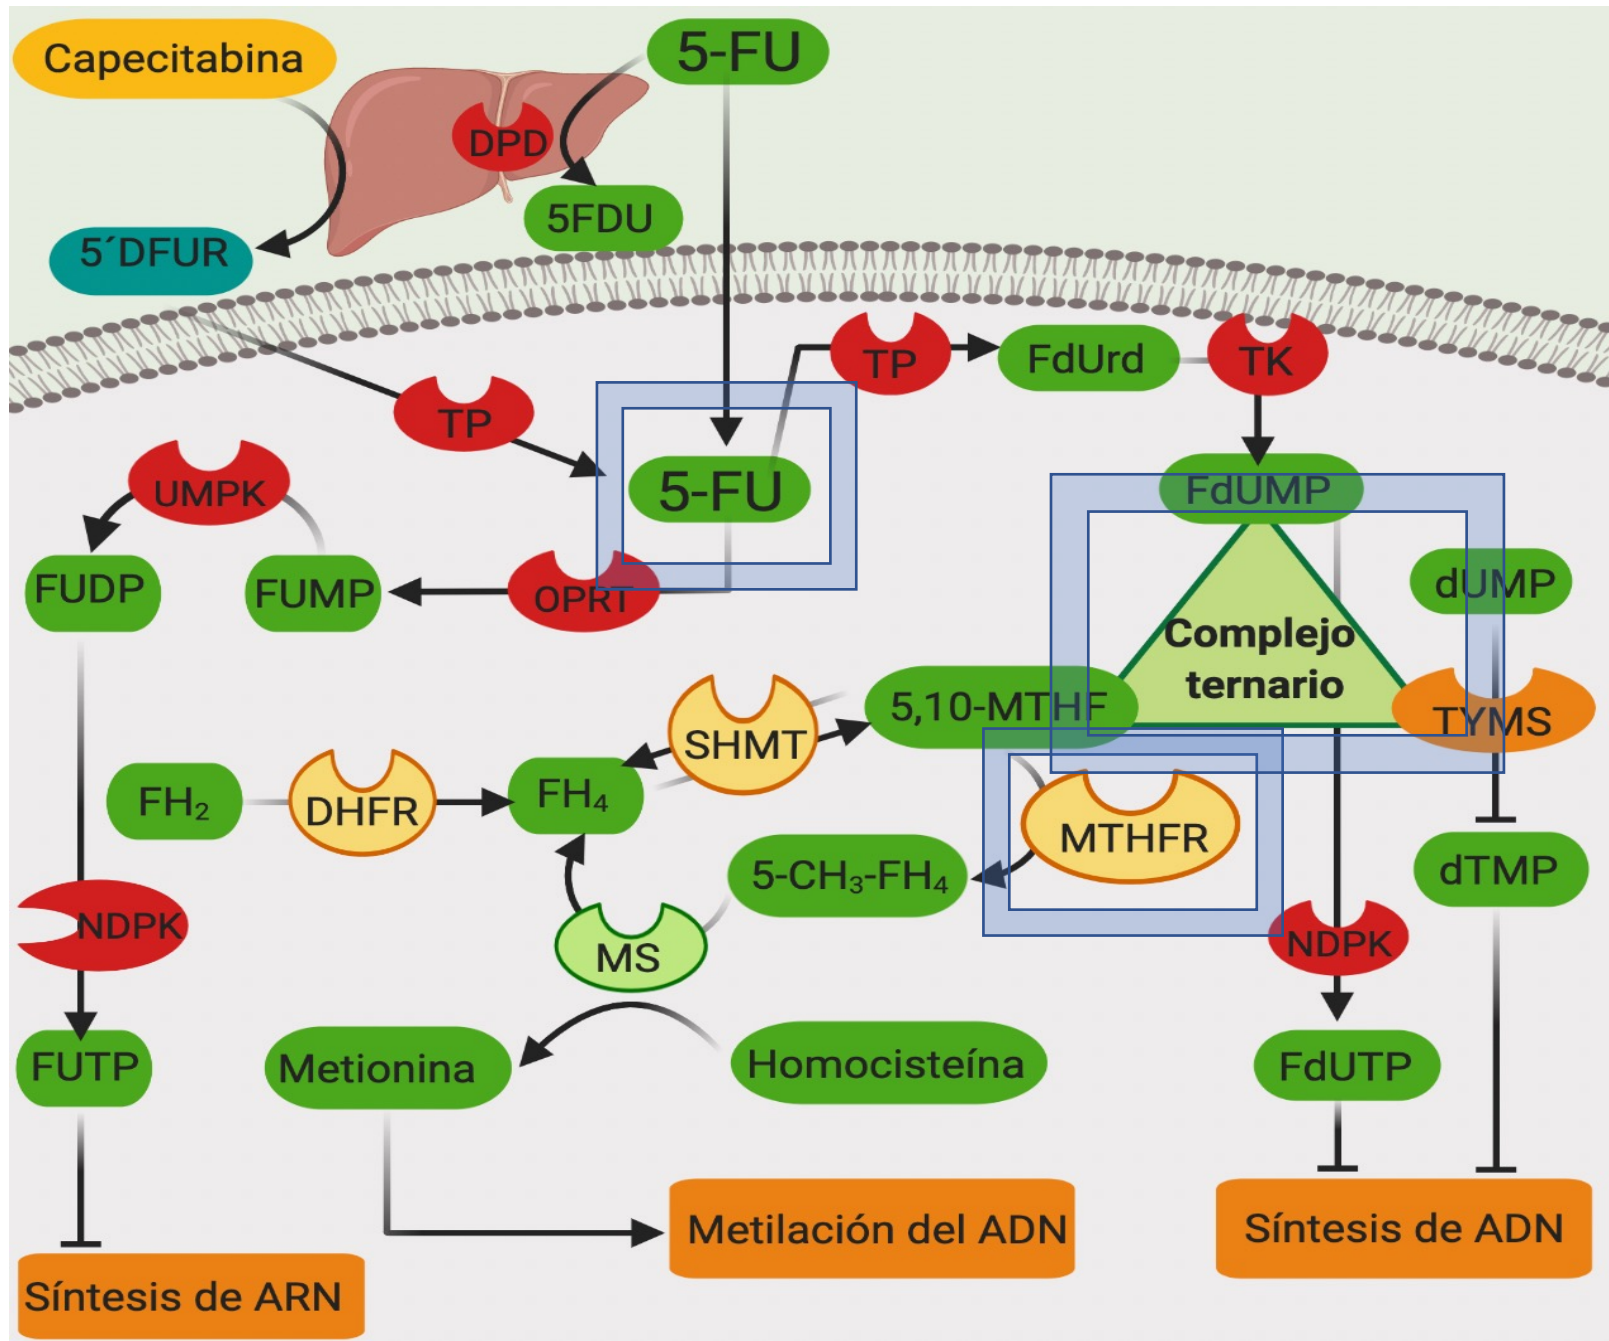 Capecitabina
5-FU
DPD
5FDU
5´DFUR
TP
FdUrd
TK
TP
5-FU
FdUMP
UMPK
FUDP
FUMP
OPRT
dUMP
Complejo
ternario
5,10-MTHF
TYMS
SHMT
FH₂
DHFR
FH₄
MTHFR
5-CH₃-FH₄
dTMP
NDPK
MS
NDPK
FUTP
Metionina
Homocisteína
FdUTP
Metilación del ADN
Síntesis de ADN
Síntesis de ARN